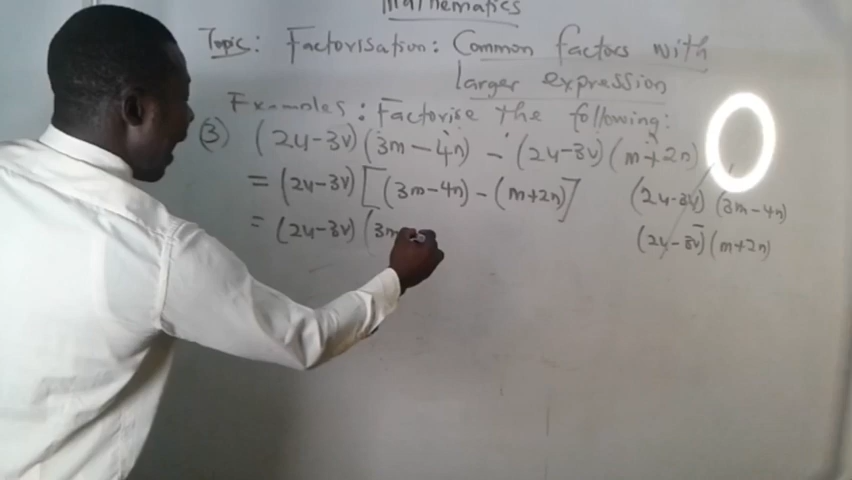 Mathematics
Topic: Factorisation: Common factors with
larger expression
Examples: Factorise the following:
(3) (2u-3v)(3m-4n) - (2u-3v)(m+2n)
= (2u-3v)[(3m-4n)-(m+2n)]
(2u-3v)(3m-4n)
= (2u-3v)(3m
(2u-3v)(m+2n)